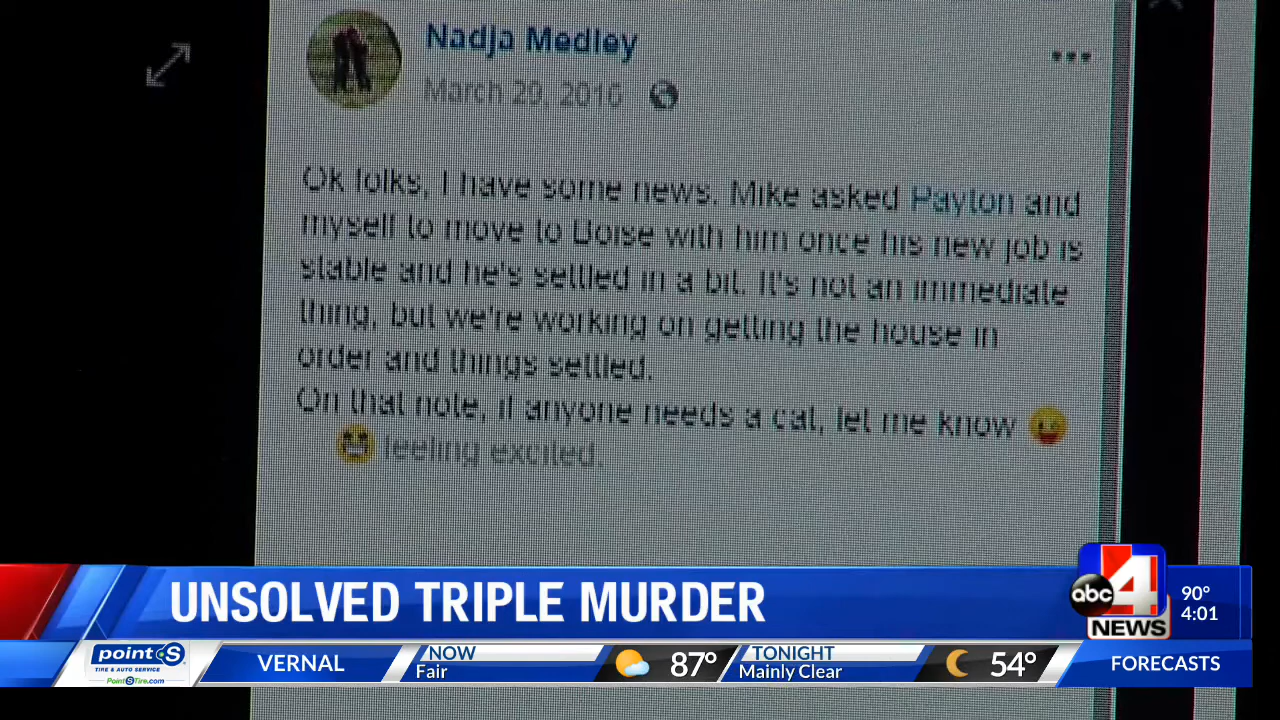 Nadja Medley
March 20, 2016
Ok folks, I have some news. Mike asked Payton and
myself to move to Boise with him once his new job is
stable and he's settled in a bit. It's not an immediate
thing, but we're working on getting the house in
order and things settled.
On that note, if anyone needs a cat, let me know
feeling excited.
UNSOLVED TRIPLE MURDER
abc 4
NEWS
90°
4:01
point S
TIRE & AUTO SERVICE
PointSTire.com
VERNAL
NOW
Fair
87°
TONIGHT
Mainly Clear
54°
FORECASTS